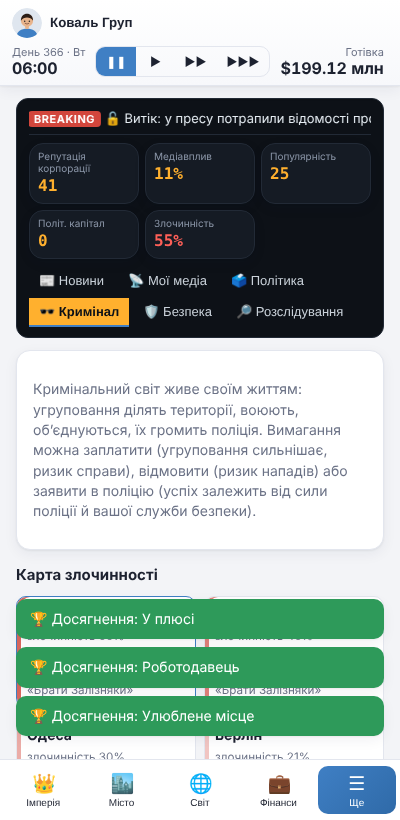 Коваль Груп
День 366 · Вт
06:00
Готівка
$199.12 млн
BREAKING 🔓 Витік: у пресу потрапили відомості про
Репутація корпорації
41
Медіавплив
11%
Популярність
25
Політ. капітал
0
Злочинність
55%
📰 Новини 📡 Мої медіа 🗳️ Політика
🕶️ Кримінал 🛡️ Безпека 🔎 Розслідування
Кримінальний світ живе своїм життям:
угруповання ділять території, воюють,
об’єднуються, їх громить поліція. Вимагання
можна заплатити (угруповання сильнішає,
ризик справи), відмовити (ризик нападів) або
заявити в поліцію (успіх залежить від сили
поліції й вашої служби безпеки).
Карта злочинності
🏆 Досягнення: У плюсі
🏆 Досягнення: Роботодавець
«Брати Залізняки» «Брати Залізняки»
🏆 Досягнення: Улюблене місце
Одеса Берлін
злочинність 30% злочинність 21%
Імперія Місто Світ Фінанси Ще